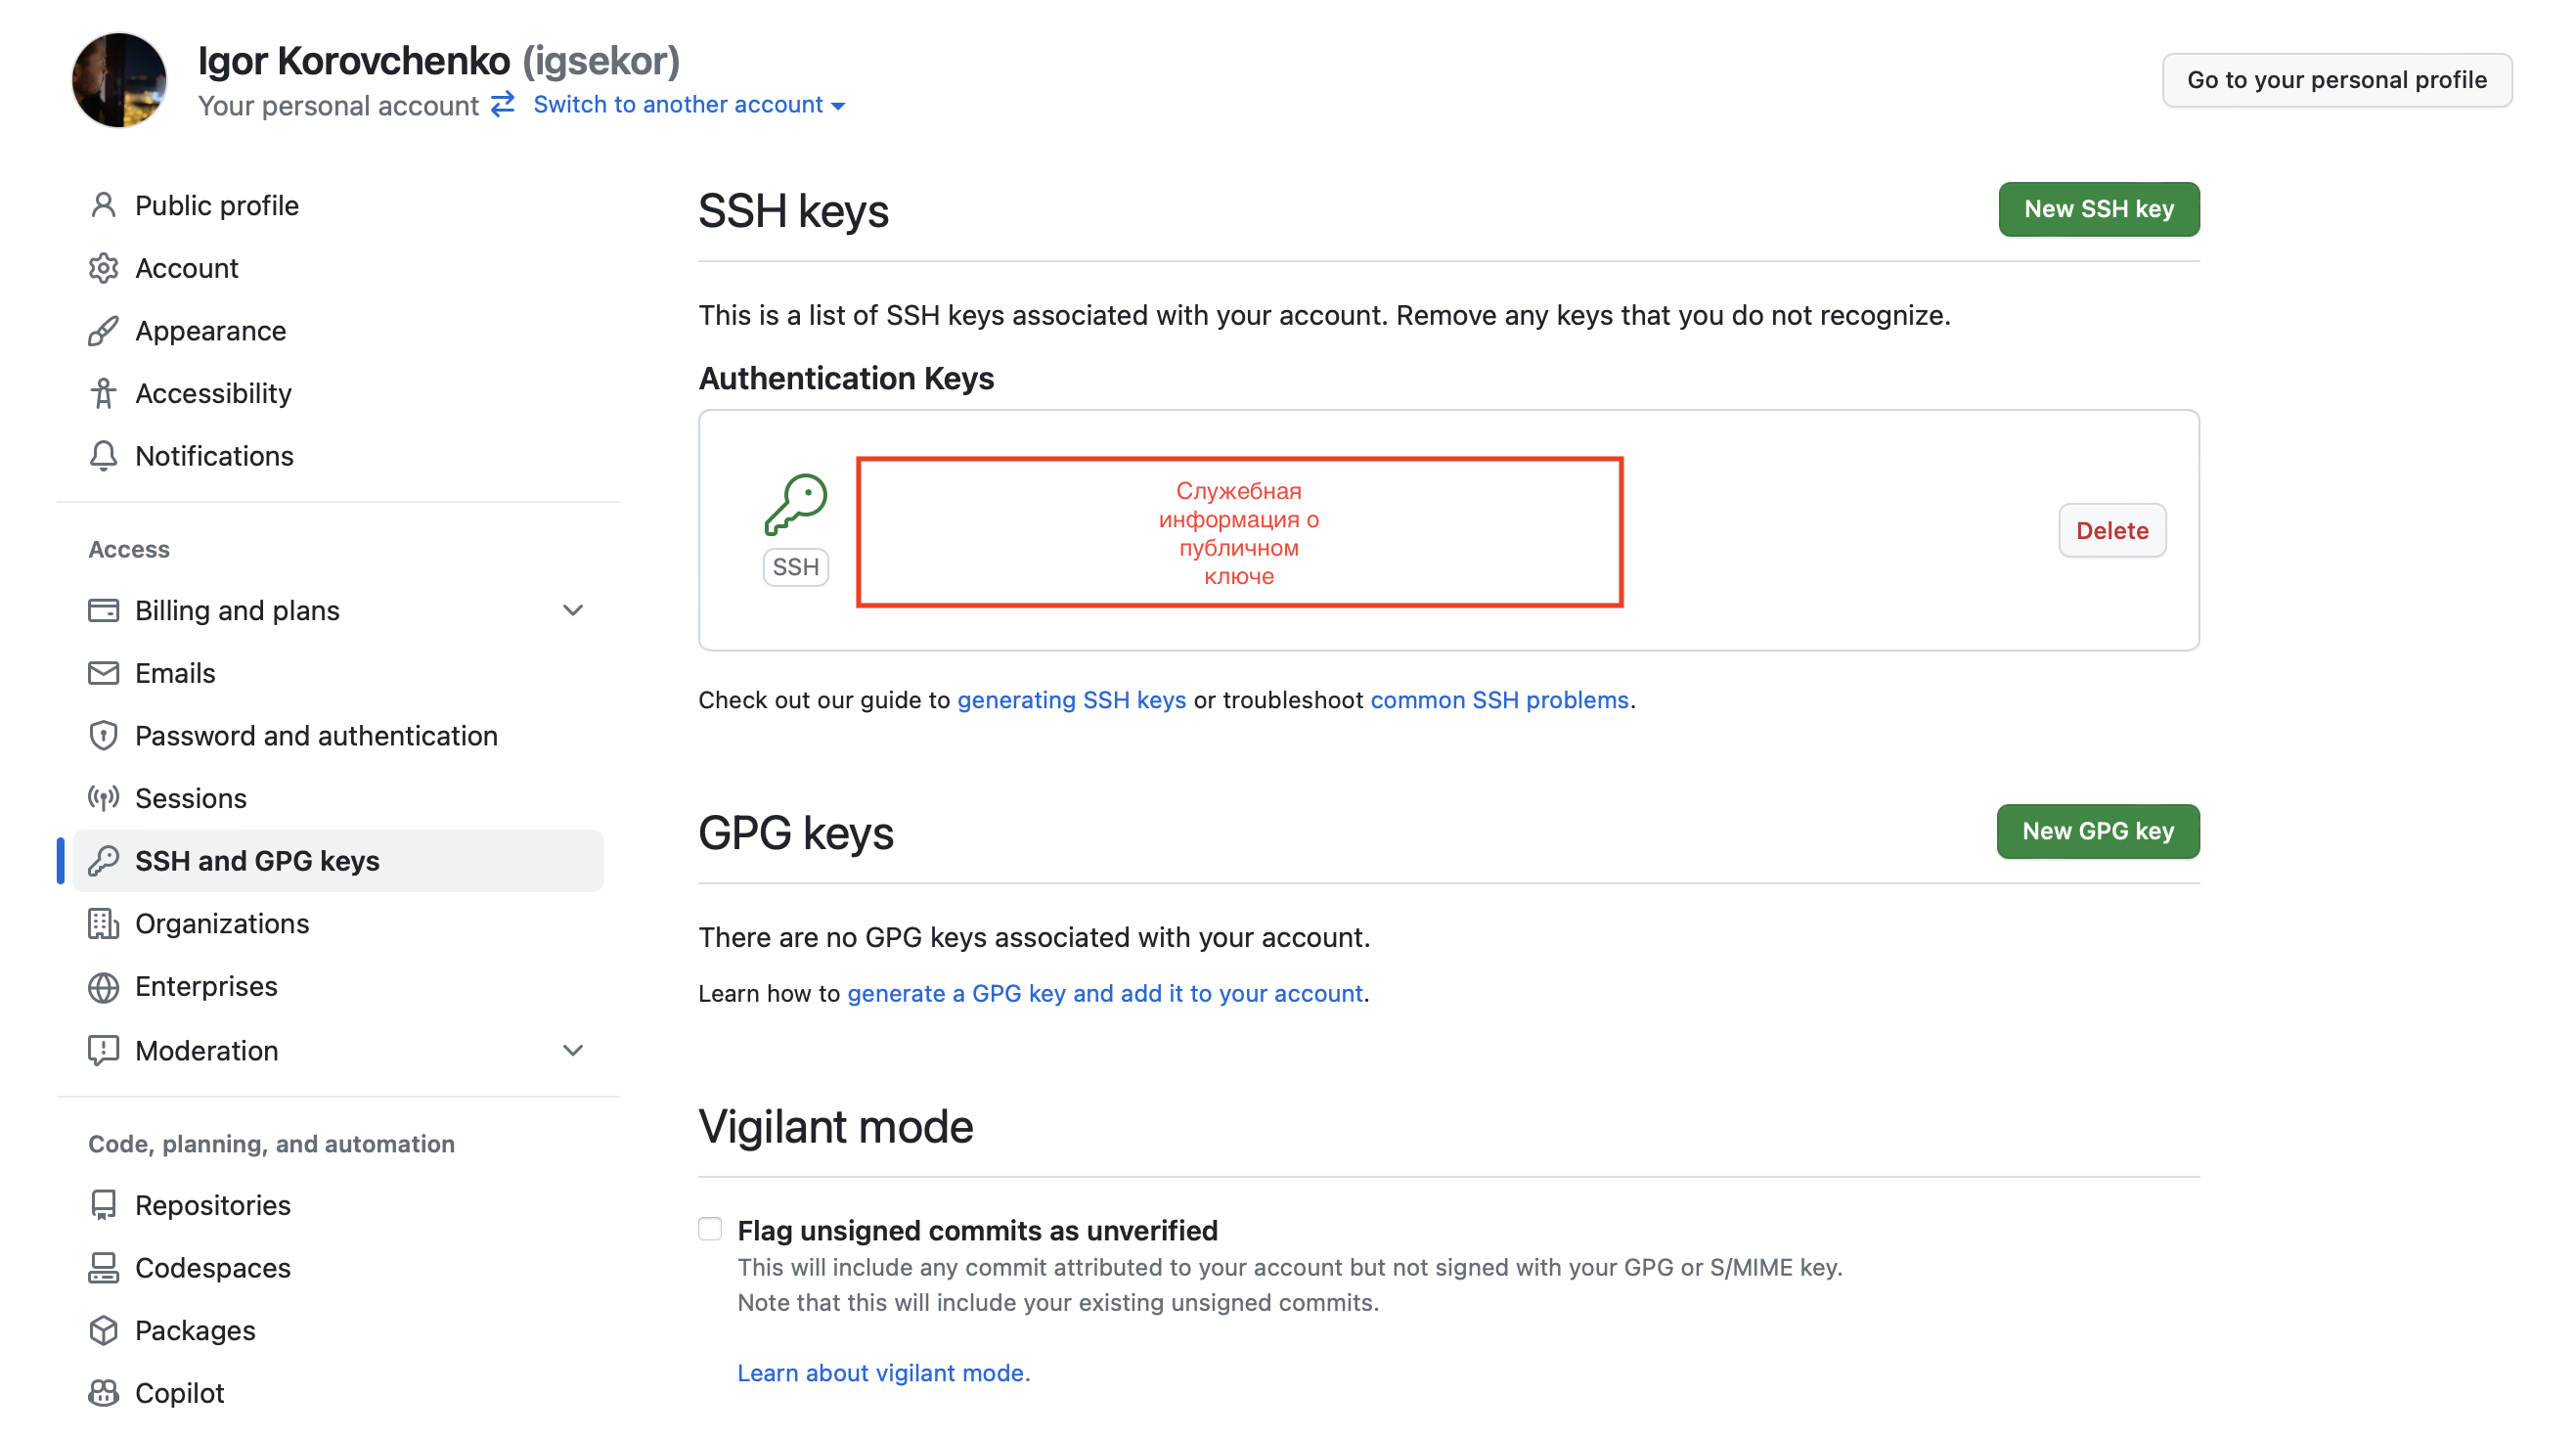 Igor Korovchenko (igsekor)
Your personal account Switch to another account
Go to your personal profile
Public profile
Account
Appearance
Accessibility
Notifications
Access
Billing and plans
Emails
Password and authentication
Sessions
SSH and GPG keys
Organizations
Enterprises
Moderation
Code, planning, and automation
Repositories
Codespaces
Packages
Copilot
SSH keys
New SSH key
This is a list of SSH keys associated with your account. Remove any keys that you do not recognize.
Authentication Keys
SSH
Служебная
информация о
публичном
ключе
Delete
Check out our guide to generating SSH keys or troubleshoot common SSH problems.
GPG keys
New GPG key
There are no GPG keys associated with your account.
Learn how to generate a GPG key and add it to your account.
Vigilant mode
Flag unsigned commits as unverified
This will include any commit attributed to your account but not signed with your GPG or S/MIME key.
Note that this will include your existing unsigned commits.
Learn about vigilant mode.